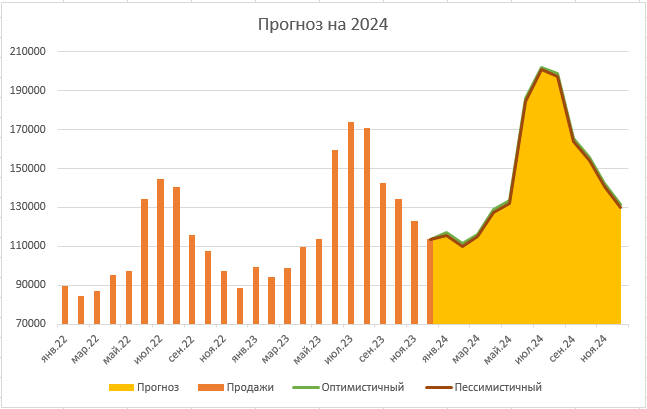 Прогноз на 2024
210000
190000
170000
150000
130000
110000
90000
70000
янв.22
мар.22
май.22
июл.22
сен.22
ноя.22
янв.23
мар.23
май.23
июл.23
сен.23
ноя.23
янв.24
мар.24
май.24
июл.24
сен.24
ноя.24
Прогноз Продажи Оптимистичный Пессимистичный